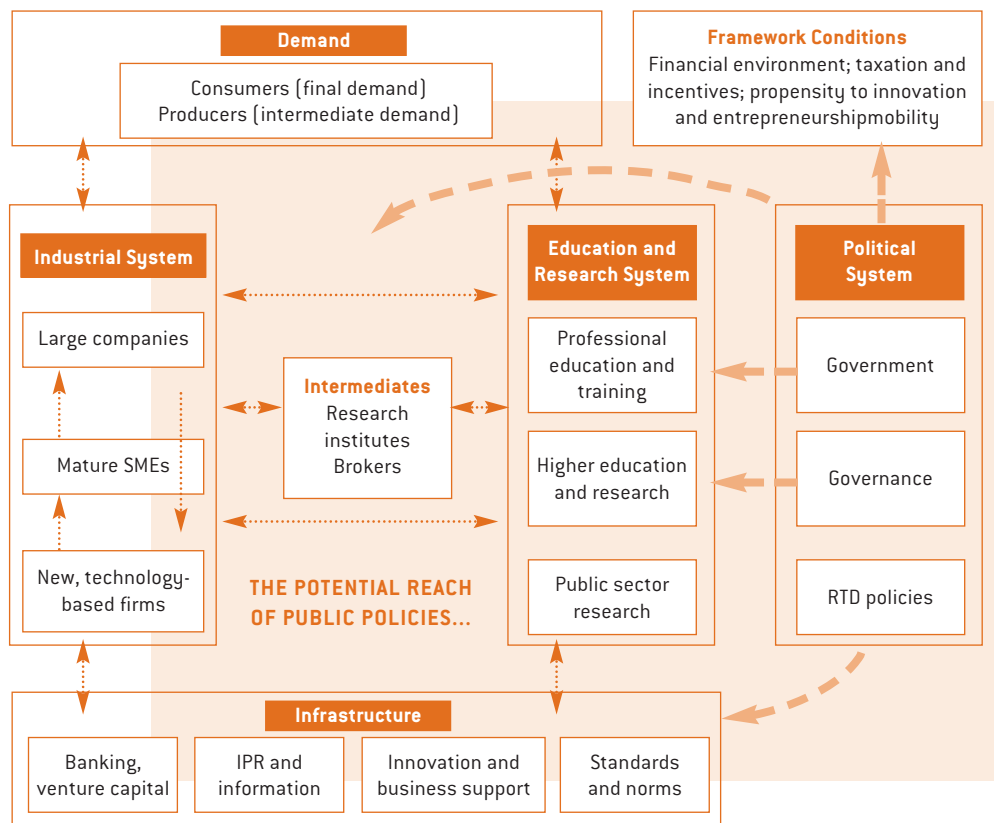 Demand
Consumers (final demand)
Producers (intermediate demand)
Framework Conditions
Financial environment; taxation and
incentives; propensity to innovation
and entrepreneurshipmobility
Industrial System
Large companies
Mature SMEs
New, technology-
based firms
Intermediates
Research
institutes
Brokers
THE POTENTIAL REACH
OF PUBLIC POLICIES...
Education and
Research System
Professional
education and
training
Higher education
and research
Public sector
research
Political
System
Government
Governance
RTD policies
Infrastructure
Banking,
venture capital
IPR and
information
Innovation and
business support
Standards
and norms